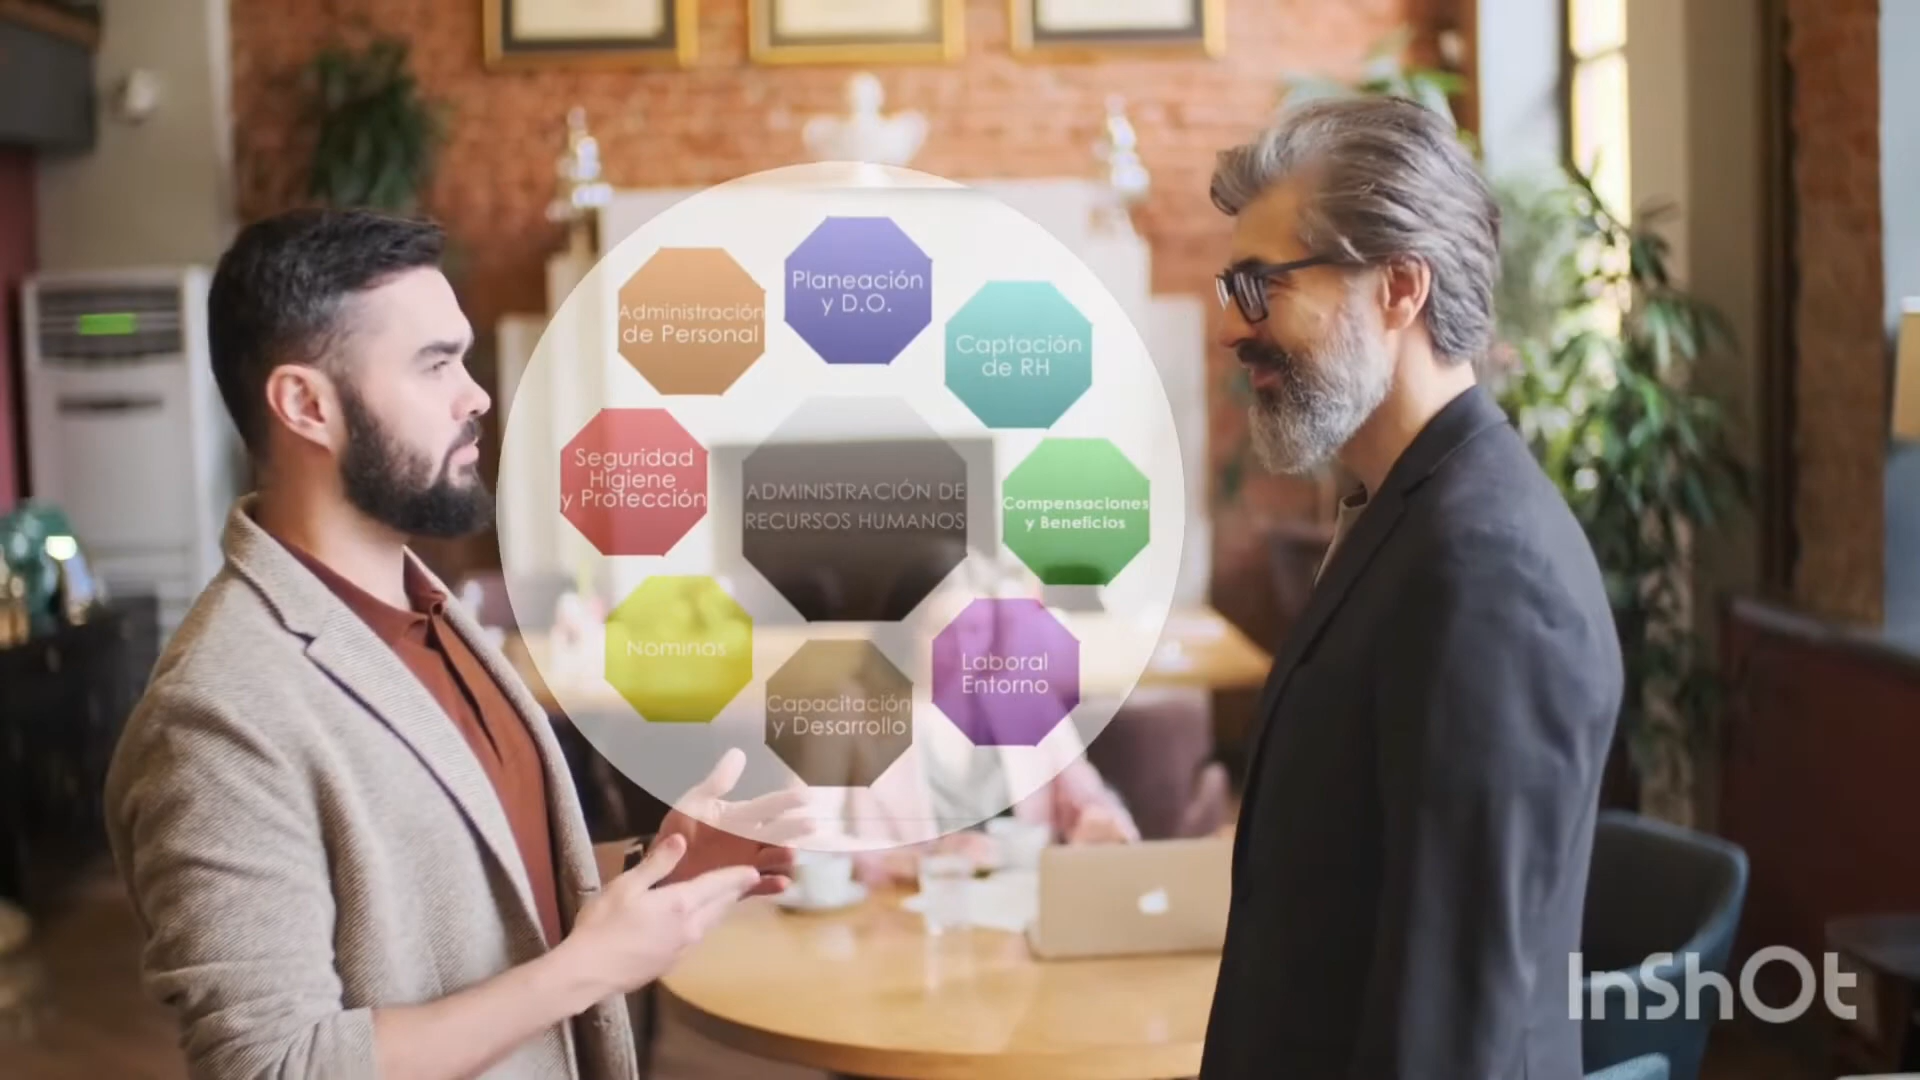 Planeación
y D.O.
Administración
de Personal
Captación
de RH
Seguridad
Higiene
y Protección
ADMINISTRACIÓN DE
RECURSOS HUMANOS
Compensaciones
y Beneficios
Nominas
Laboral
Entorno
Capacitación
y Desarrollo
InShOt